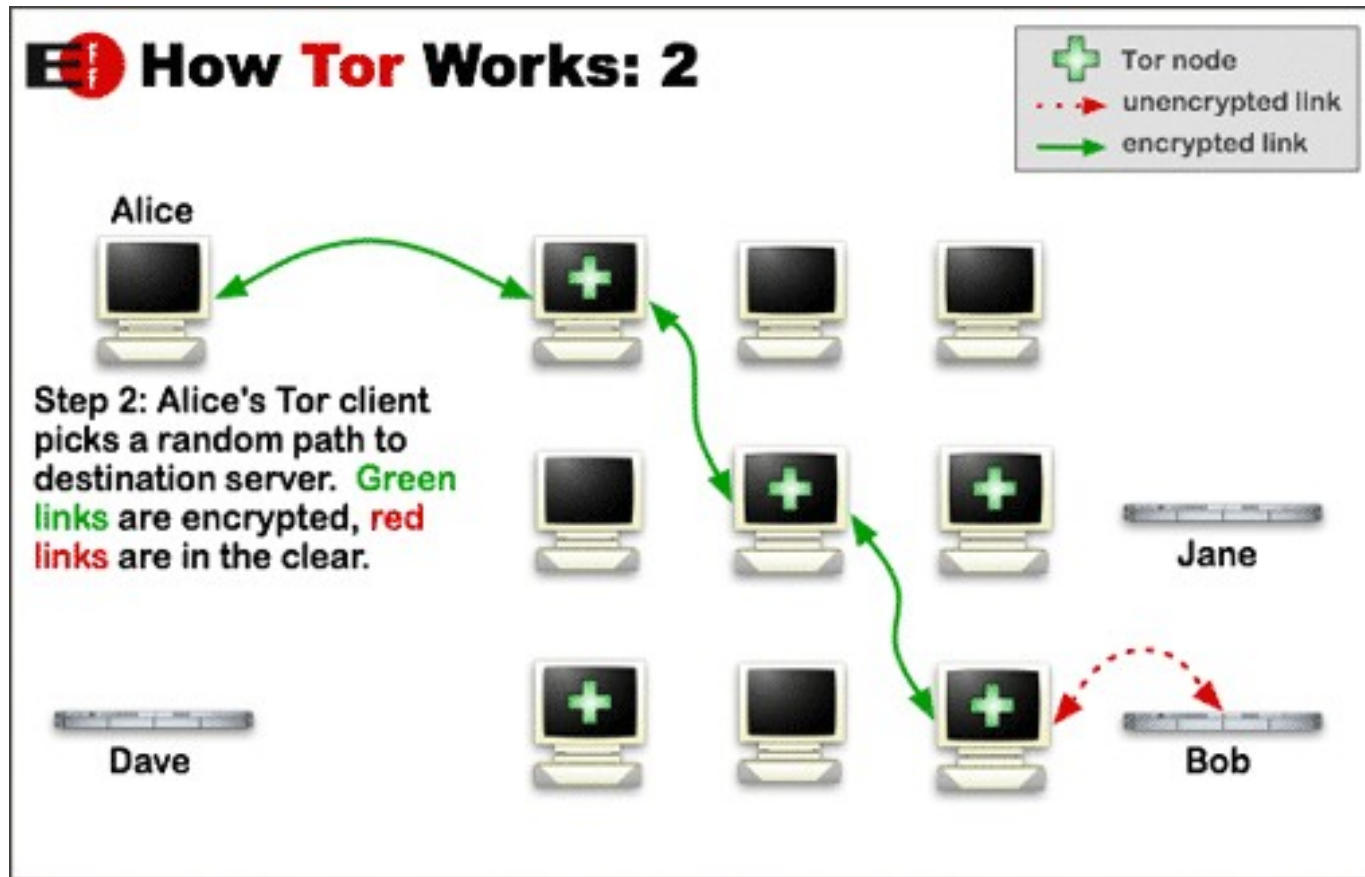 EFF How Tor Works: 2
Tor node
unencrypted link
encrypted link
Alice
Step 2: Alice's Tor client
picks a random path to
destination server. Green
links are encrypted, red
links are in the clear.
Jane
Dave
Bob